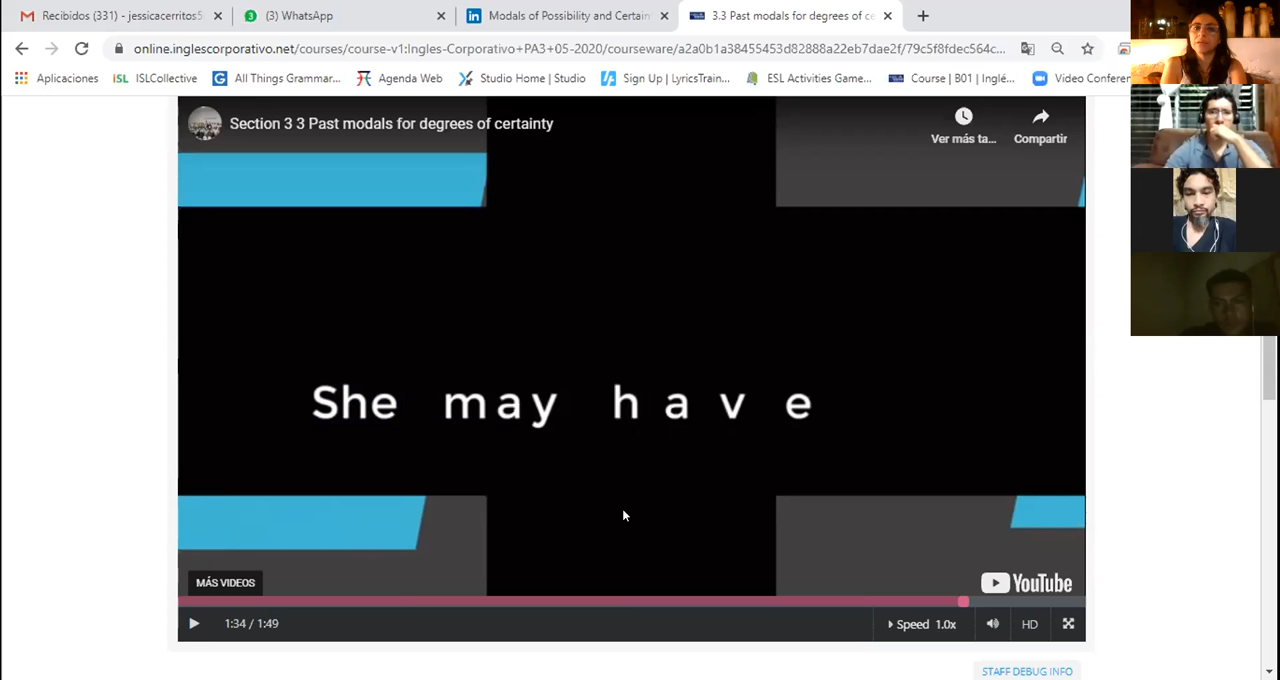 Recibidos (331) - jessicacerritos5
(3) WhatsApp
Modals of Possibility and Certain
3.3 Past modals for degrees of ce
online.inglescorporativo.net/courses/course-v1:Ingles-Corporativo+PA3+05-2020/courseware/a2a0b1a38455453d82888a22eb7dae2f/79c5f8fdec564c...
Aplicaciones
iSL ISLCollective
All Things Grammar...
Agenda Web
Studio Home | Studio
Sign Up | LyricsTrain...
ESL Activities Game...
Course | B01 | Inglé...
Video Conferen
Section 3 3 Past modals for degrees of certainty
Ver más ta...
Compartir
She may have
MÁS VIDEOS
YouTube
1:34 / 1:49
Speed 1.0x
HD
STAFF DEBUG INFO